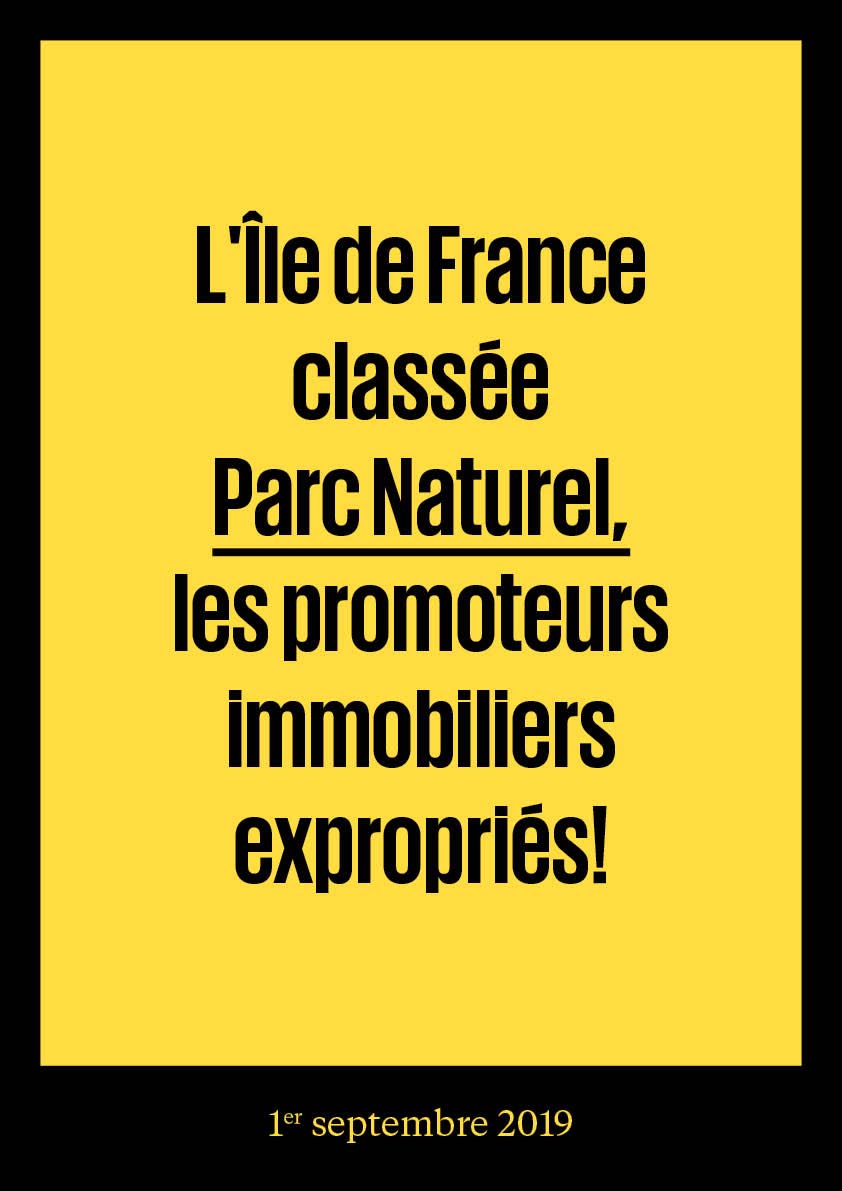 L'Île de France
classée
Parc Naturel,
les promoteurs
immobiliers
expropriés!
1er septembre 2019